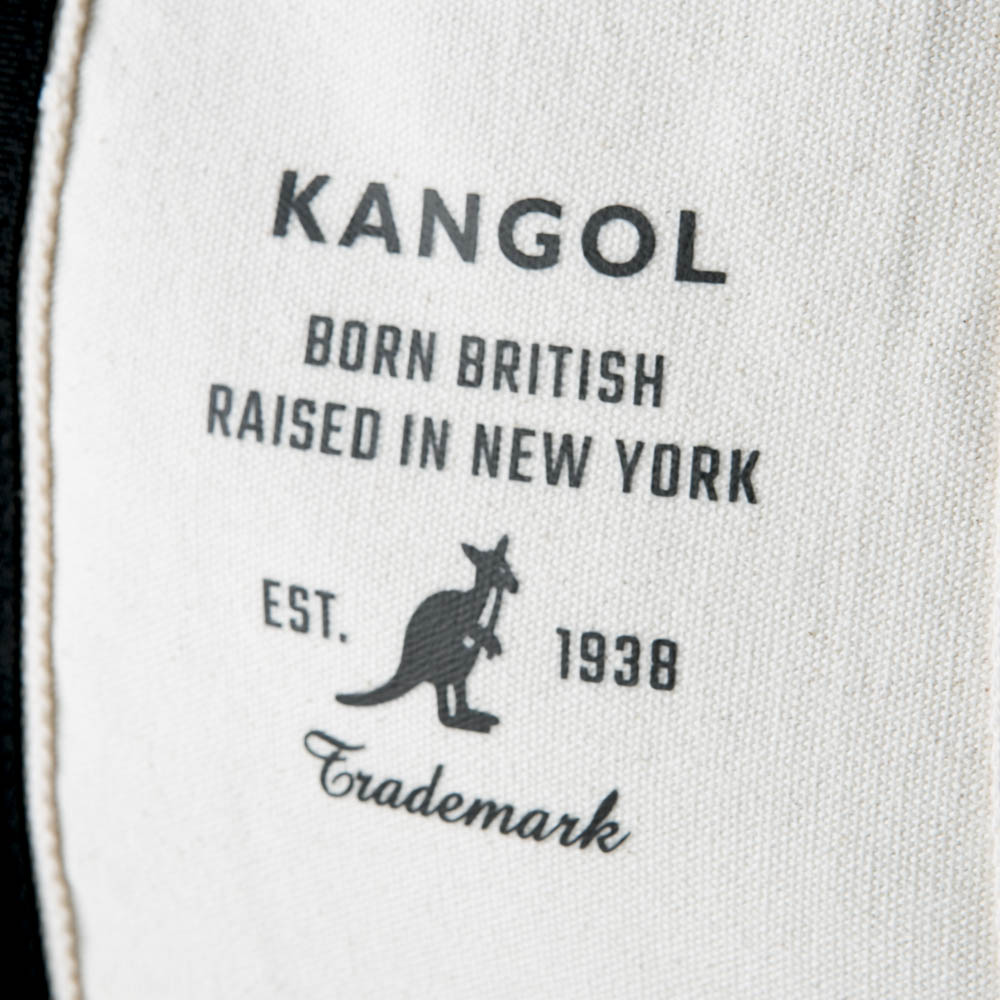 KANGOL
BORN BRITISH
RAISED IN NEW YORK
EST. 1938
Trademark